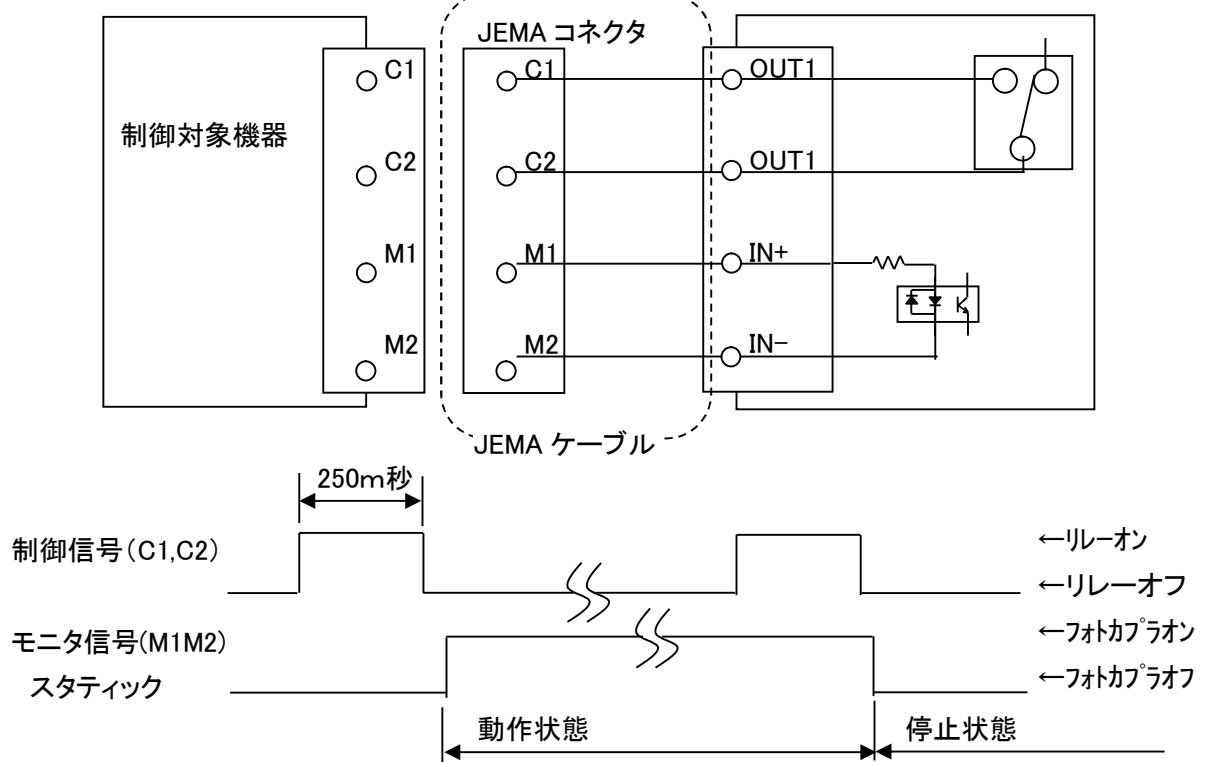 JEMA コネクタ
制御対象機器
C1
C2
M1
M2
C1
C2
M1
M2
OUT1
OUT1
IN+
IN−
JEMA ケーブル
250m秒
制御信号(C1,C2)
←ﾘﾚｰｵﾝ
←リレーオフ
モニタ信号(M1M2)
スタティック
←ﾌｫﾄｶﾌﾟﾗｵﾝ
←ﾌｫﾄｶﾌﾟﾗｵﾌ
動作状態
停止状態